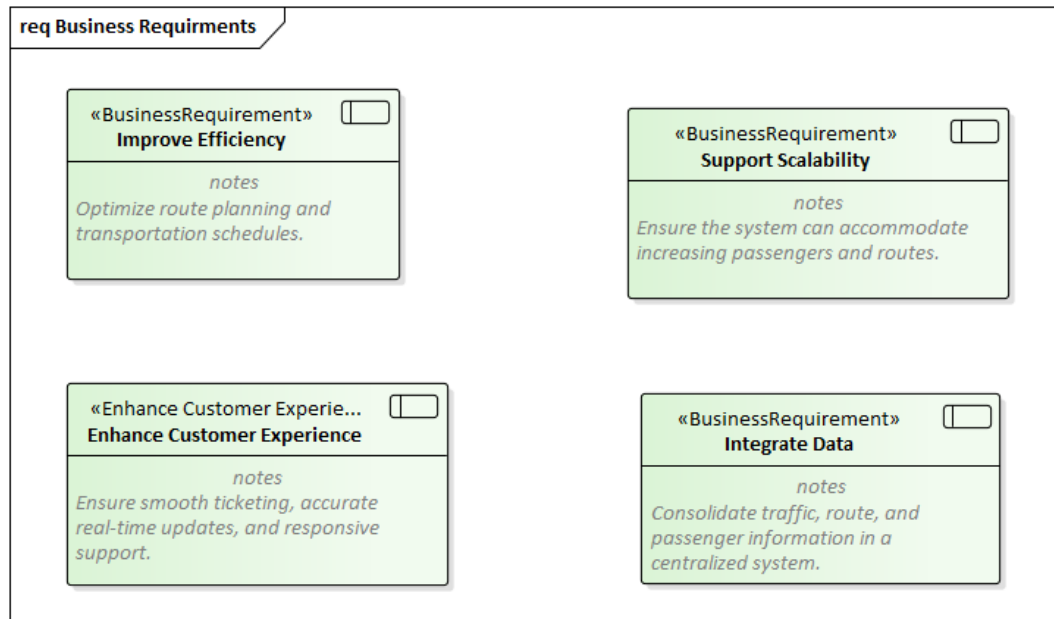 req Business Requirments
«BusinessRequirement»
Improve Efficiency
notes
Optimize route planning and
transportation schedules.
«BusinessRequirement»
Support Scalability
notes
Ensure the system can accommodate
increasing passengers and routes.
«Enhance Customer Experie...
Enhance Customer Experience
notes
Ensure smooth ticketing, accurate
real-time updates, and responsive
support.
«BusinessRequirement»
Integrate Data
notes
Consolidate traffic, route, and
passenger information in a
centralized system.